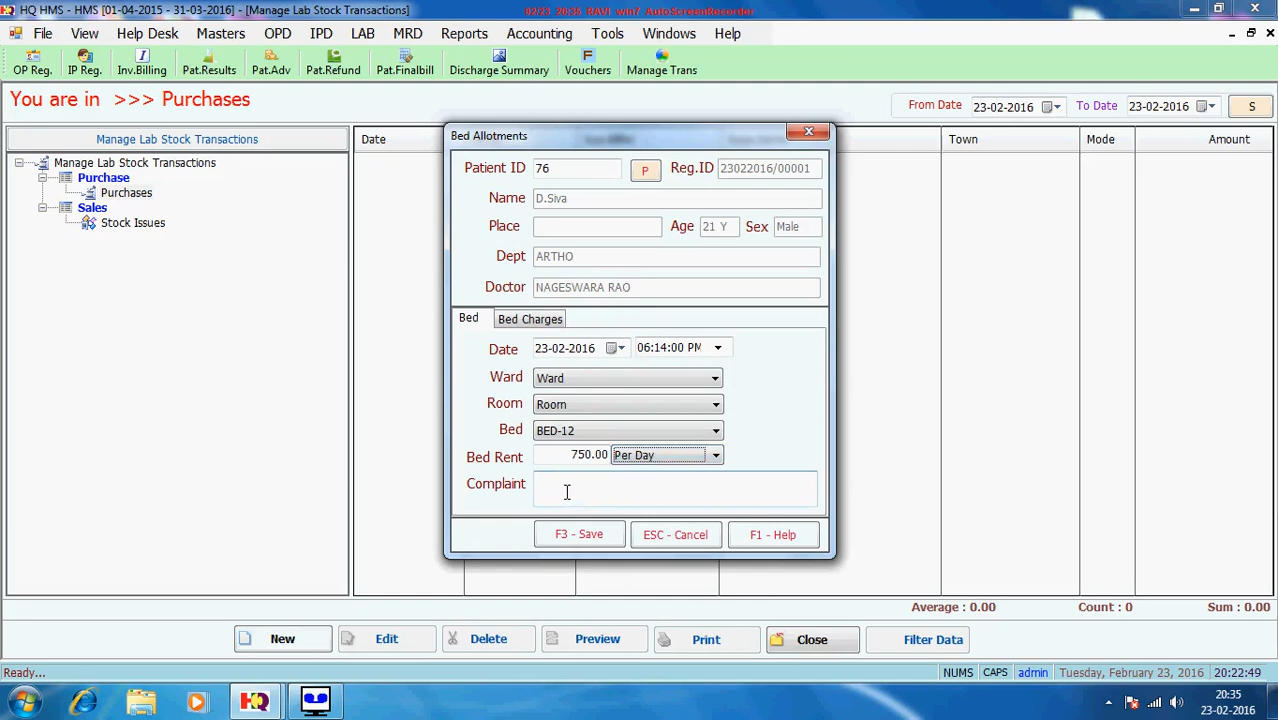 HQ HMS - HMS [01-04-2015 - 31-03-2016] - [Manage Lab Stock Transactions]
02/23 20:35 RAVI win7 AutoScreenRecorder
File View Help Desk Masters OPD IPD LAB MRD Reports Accounting Tools Windows Help
OP Reg. IP Reg. Inv.Billing Pat.Results Pat.Adv Pat.Refund Pat.Finalbill Discharge Summary Vouchers Manage Trans
You are in >>> Purchases
From Date 23-02-2016 To Date 23-02-2016 S
Manage Lab Stock Transactions
Date Town Mode Amount
Manage Lab Stock Transactions
Purchase
Purchases
Sales
Stock Issues
Bed Allotments
Patient ID 76 P Reg.ID 23022016/00001
Name D.Siva
Place Age 21 Y Sex Male
Dept ARTHO
Doctor NAGESWARA RAO
Bed Bed Charges
Date 23-02-2016 06:14:00 PM
Ward Ward
Room Room
Bed BED-12
Bed Rent 750.00 Per Day
Complaint
F3 - Save ESC - Cancel F1 - Help
Average : 0.00 Count : 0 Sum : 0.00
New Edit Delete Preview Print Close Filter Data
Ready... NUMS CAPS admin Tuesday, February 23, 2016 20:22:49
HQ
20:35
23-02-2016